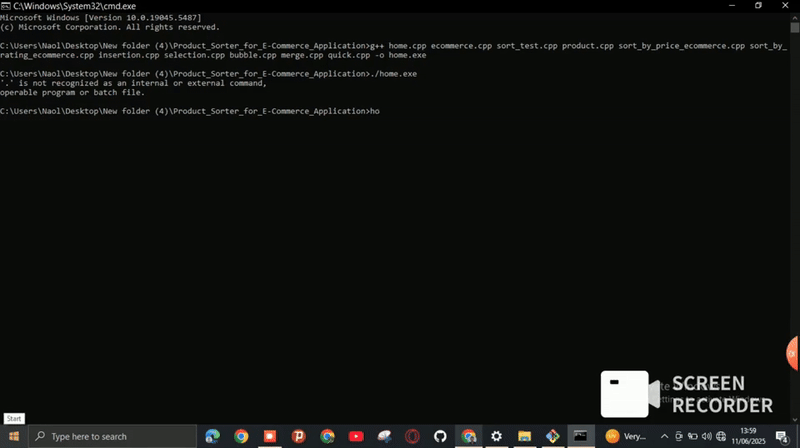 C:\Windows\System32\cmd.exe
Microsoft Windows [Version 10.0.19045.5487]
(c) Microsoft Corporation. All rights reserved.
C:\Users\Naol\Desktop\New folder (4)\Product_Sorter_for_E-Commerce_Application>g++ home.cpp ecommerce.cpp sort_test.cpp product.cpp sort_by_price_ecommerce.cpp sort_by_
rating_ecommerce.cpp insertion.cpp selection.cpp bubble.cpp merge.cpp quick.cpp -o home.exe
C:\Users\Naol\Desktop\New folder (4)\Product_Sorter_for_E-Commerce_Application>./home.exe
'.' is not recognized as an internal or external command,
operable program or batch file.
C:\Users\Naol\Desktop\New folder (4)\Product_Sorter_for_E-Commerce_Application>ho
SCREEN
RECORDER
Start
Type here to search
Very...
13:59
11/06/2025